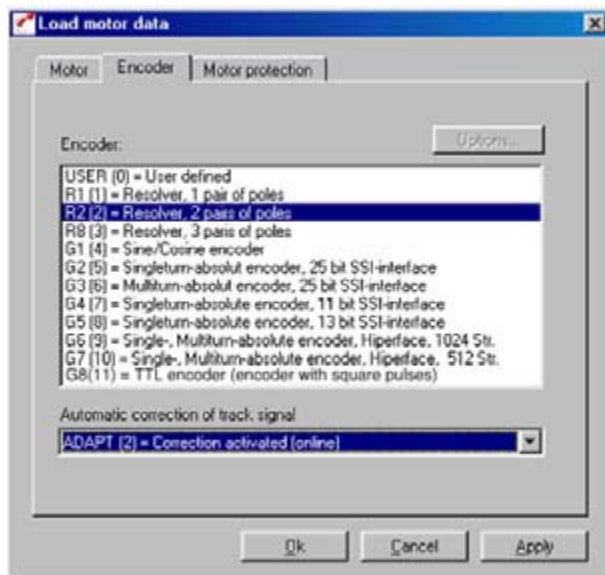 Load motor data
Motor Encoder Motor protection
Encoder: Options...
USER (0) = User defined
R1 (1) = Resolver, 1 pair of poles
R2 (2) = Resolver, 2 pairs of poles
R8 (3) = Resolver, 3 pairs of poles
G1 (4) = Sine/Cosine encoder
G2 (5) = Singleturn-absolut encoder, 25 bit SSI-interface
G3 (6) = Multiturn-absolut encoder, 25 bit SSI-interface
G4 (7) = Singleturn-absolute encoder, 11 bit SSI-interface
G5 (8) = Singleturn-absolute encoder, 13 bit SSI-interface
G6 (9) = Single-, Multiturn-absolute encoder, Hiperface, 1024 Str.
G7 (10) = Single-, Multiturn-absolute encoder, Hiperface, 512 Str.
G8(11) = TTL encoder (encoder with square pulses)
Automatic correction of track signal
ADAPT (2) = Correction activated (online)
Ok Cancel Apply